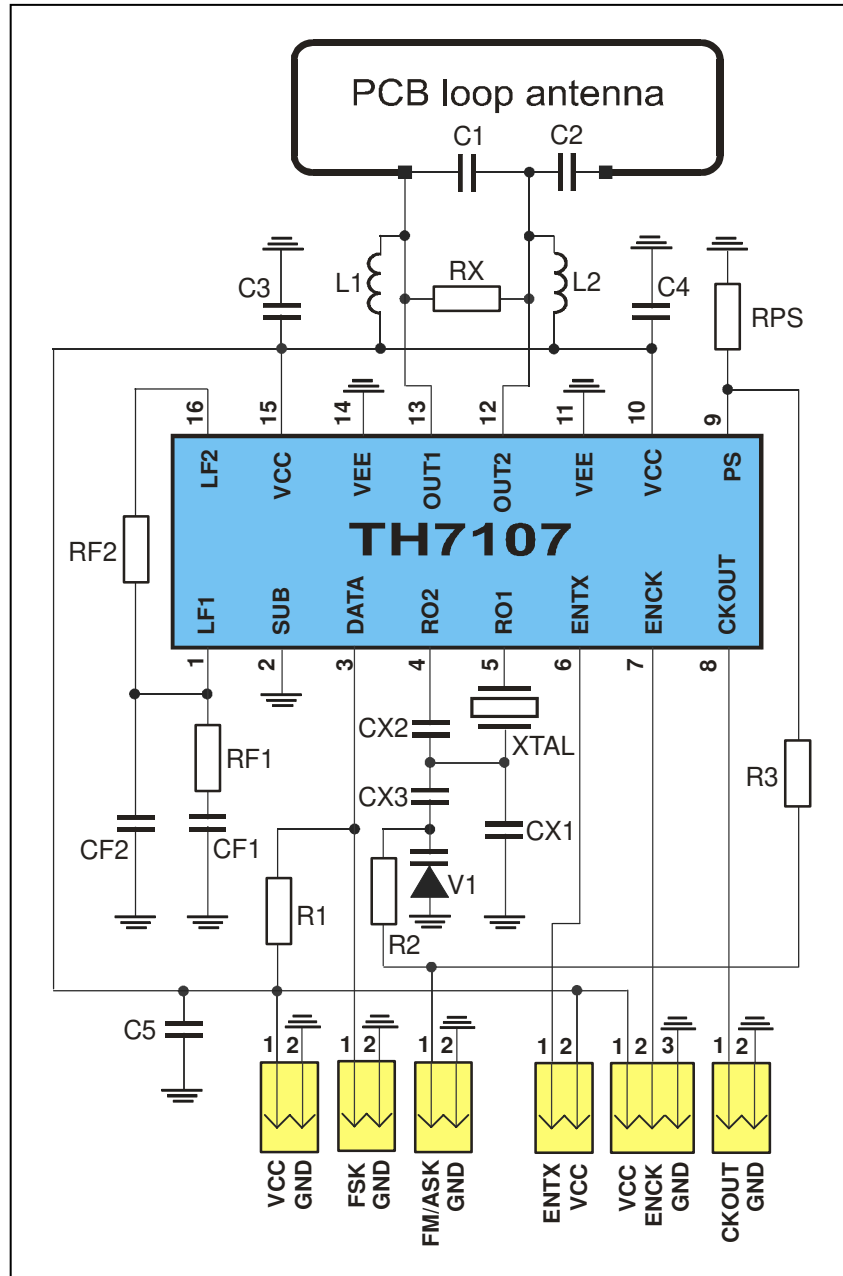 PCB loop antenna
C1
C2
C3
L1
RX
L2
C4
RPS
16
15
14
13
12
11
10
9
LF2
VCC
VEE
OUT1
OUT2
VEE
VCC
PS
TH7107
RF2
LF1
SUB
DATA
RO2
RO1
ENTX
ENCK
CKOUT
1
2
3
4
5
6
7
8
CX2
XTAL
RF1
CX3
R3
CF2
CF1
CX1
V1
R1
R2
C5
1 2
1 2
1 2
1 2
1 2 3
1 2
VCC
GND
FSK
GND
FM/ASK
GND
ENTX
VCC
VCC
ENCK
GND
CKOUT
GND